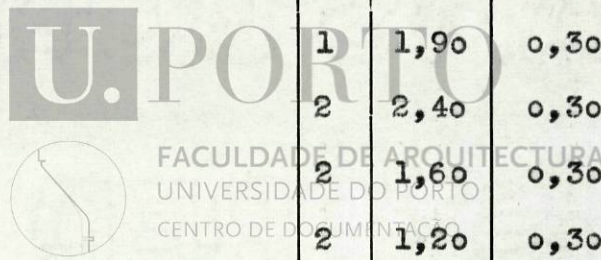 U. PORTO
1 1,9o o,3o
2 2,4o o,3o
FACULDADE DE ARQUITECTURA
2 1,6o o,3o
UNIVERSIDADE DO PORTO
CENTRO DE DOCUMENTAÇÃO
2 1,2o o,3o